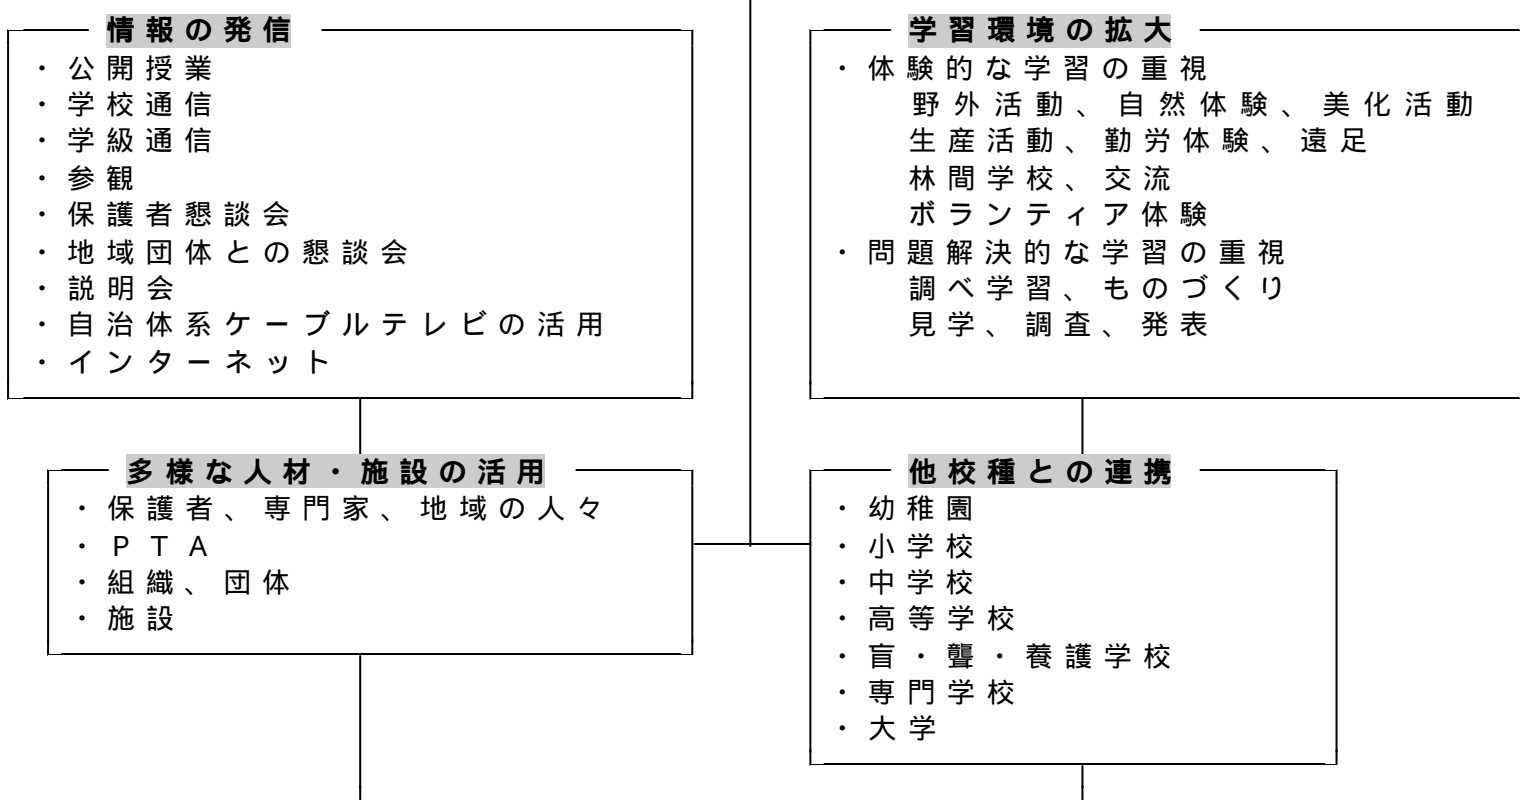 情報の発信
・公開授業
・学校通信
・学級通信
・参観
・保護者懇談会
・地域団体との懇談会
・説明会
・自治体系ケーブルテレビの活用
・インターネット
学習環境の拡大
・体験的な学習の重視
野外活動、自然体験、美化活動
生産活動、勤労体験、遠足
林間学校、交流
ボランティア体験
・問題解決的な学習の重視
調べ学習、ものづくり
見学、調査、発表
多様な人材・施設の活用
・保護者、専門家、地域の人々
・ＰＴＡ
・組織、団体
・施設
他校種との連携
・幼稚園
・小学校
・中学校
・高等学校
・盲・聾・養護学校
・専門学校
・大学